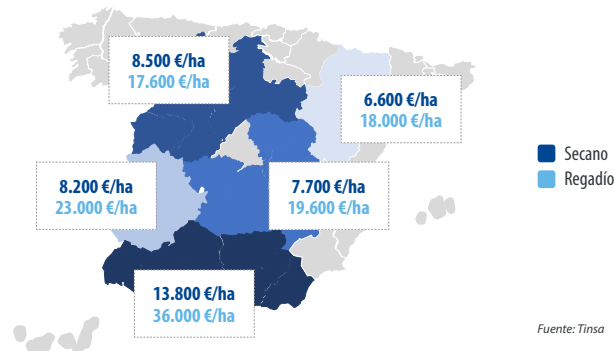 8.500 €/ha
17.600 €/ha
6.600 €/ha
18.000 €/ha
Secano
Regadío
8.200 €/ha
23.000 €/ha
7.700 €/ha
19.600 €/ha
13.800 €/ha
36.000 €/ha
Fuente: Tinsa